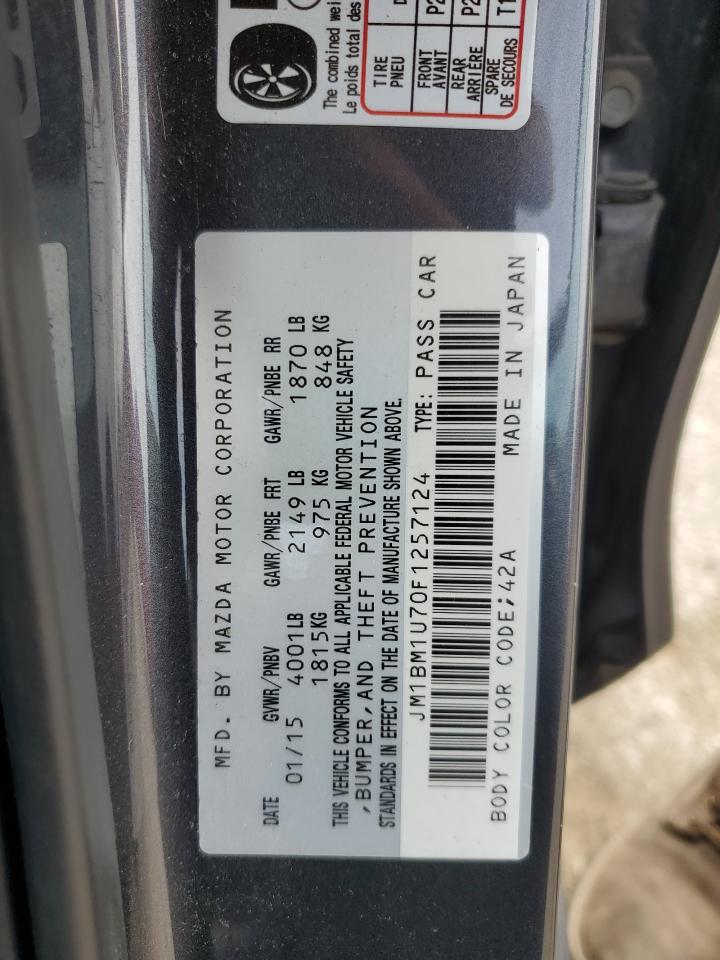 The combined wei
Le poids total des
TIRE
PNEU
FRONT
AVANT
P2
REAR
ARRIÈRE
P2
SPARE
DE SECOURS
T1
MFD. BY MAZDA MOTOR CORPORATION
DATE GVWR/PNBV GAWR/PNBE FRT GAWR/PNBE RR
01/15 4001LB 2149 LB 1870 LB
1815KG 975 KG 848 KG
THIS VEHICLE CONFORMS TO ALL APPLICABLE FEDERAL MOTOR VEHICLE SAFETY
,BUMPER,AND THEFT PREVENTION
STANDARDS IN EFFECT ON THE DATE OF MANUFACTURE SHOWN ABOVE.
JM1BM1U70F1257124 TYPE: PASS CAR
BODY COLOR CODE;42A MADE IN JAPAN